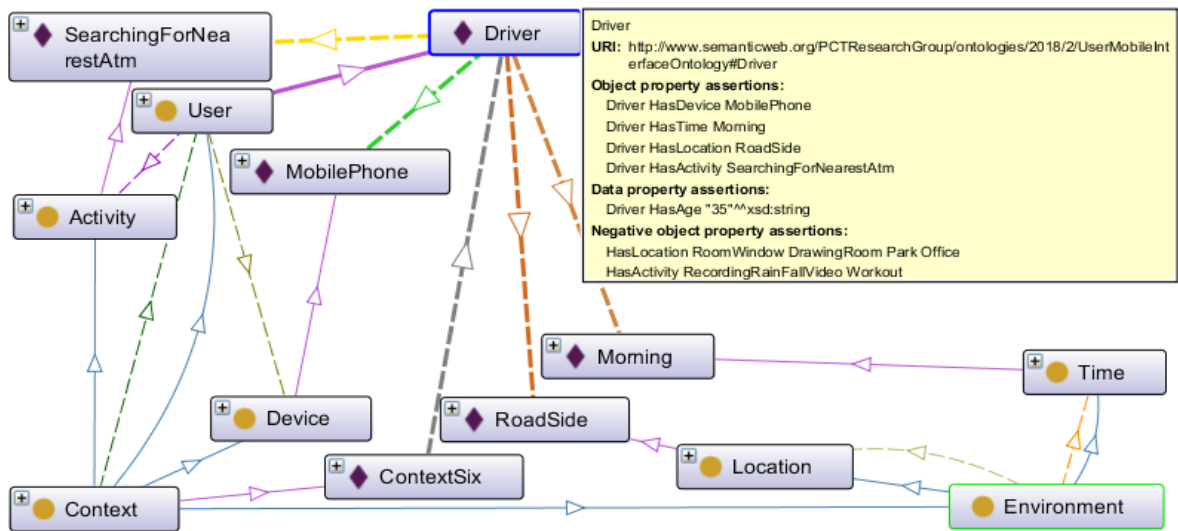 SearchingForNea
restAtm
Driver
User
MobilePhone
Activity
Device
Morning
Time
RoadSide
Location
ContextSix
Context
Environment
Driver
URI: http://www.semanticweb.org/PCTResearchGroup/ontologies/2018/2/UserMobileInt
erfaceOntology#Driver
Object property assertions:
Driver HasDevice MobilePhone
Driver HasTime Morning
Driver HasLocation RoadSide
Driver HasActivity SearchingForNearestAtm
Data property assertions:
Driver HasAge "35"^^xsd:string
Negative object property assertions:
HasLocation RoomWindow DrawingRoom Park Office
HasActivity RecordingRainFallVideo Workout